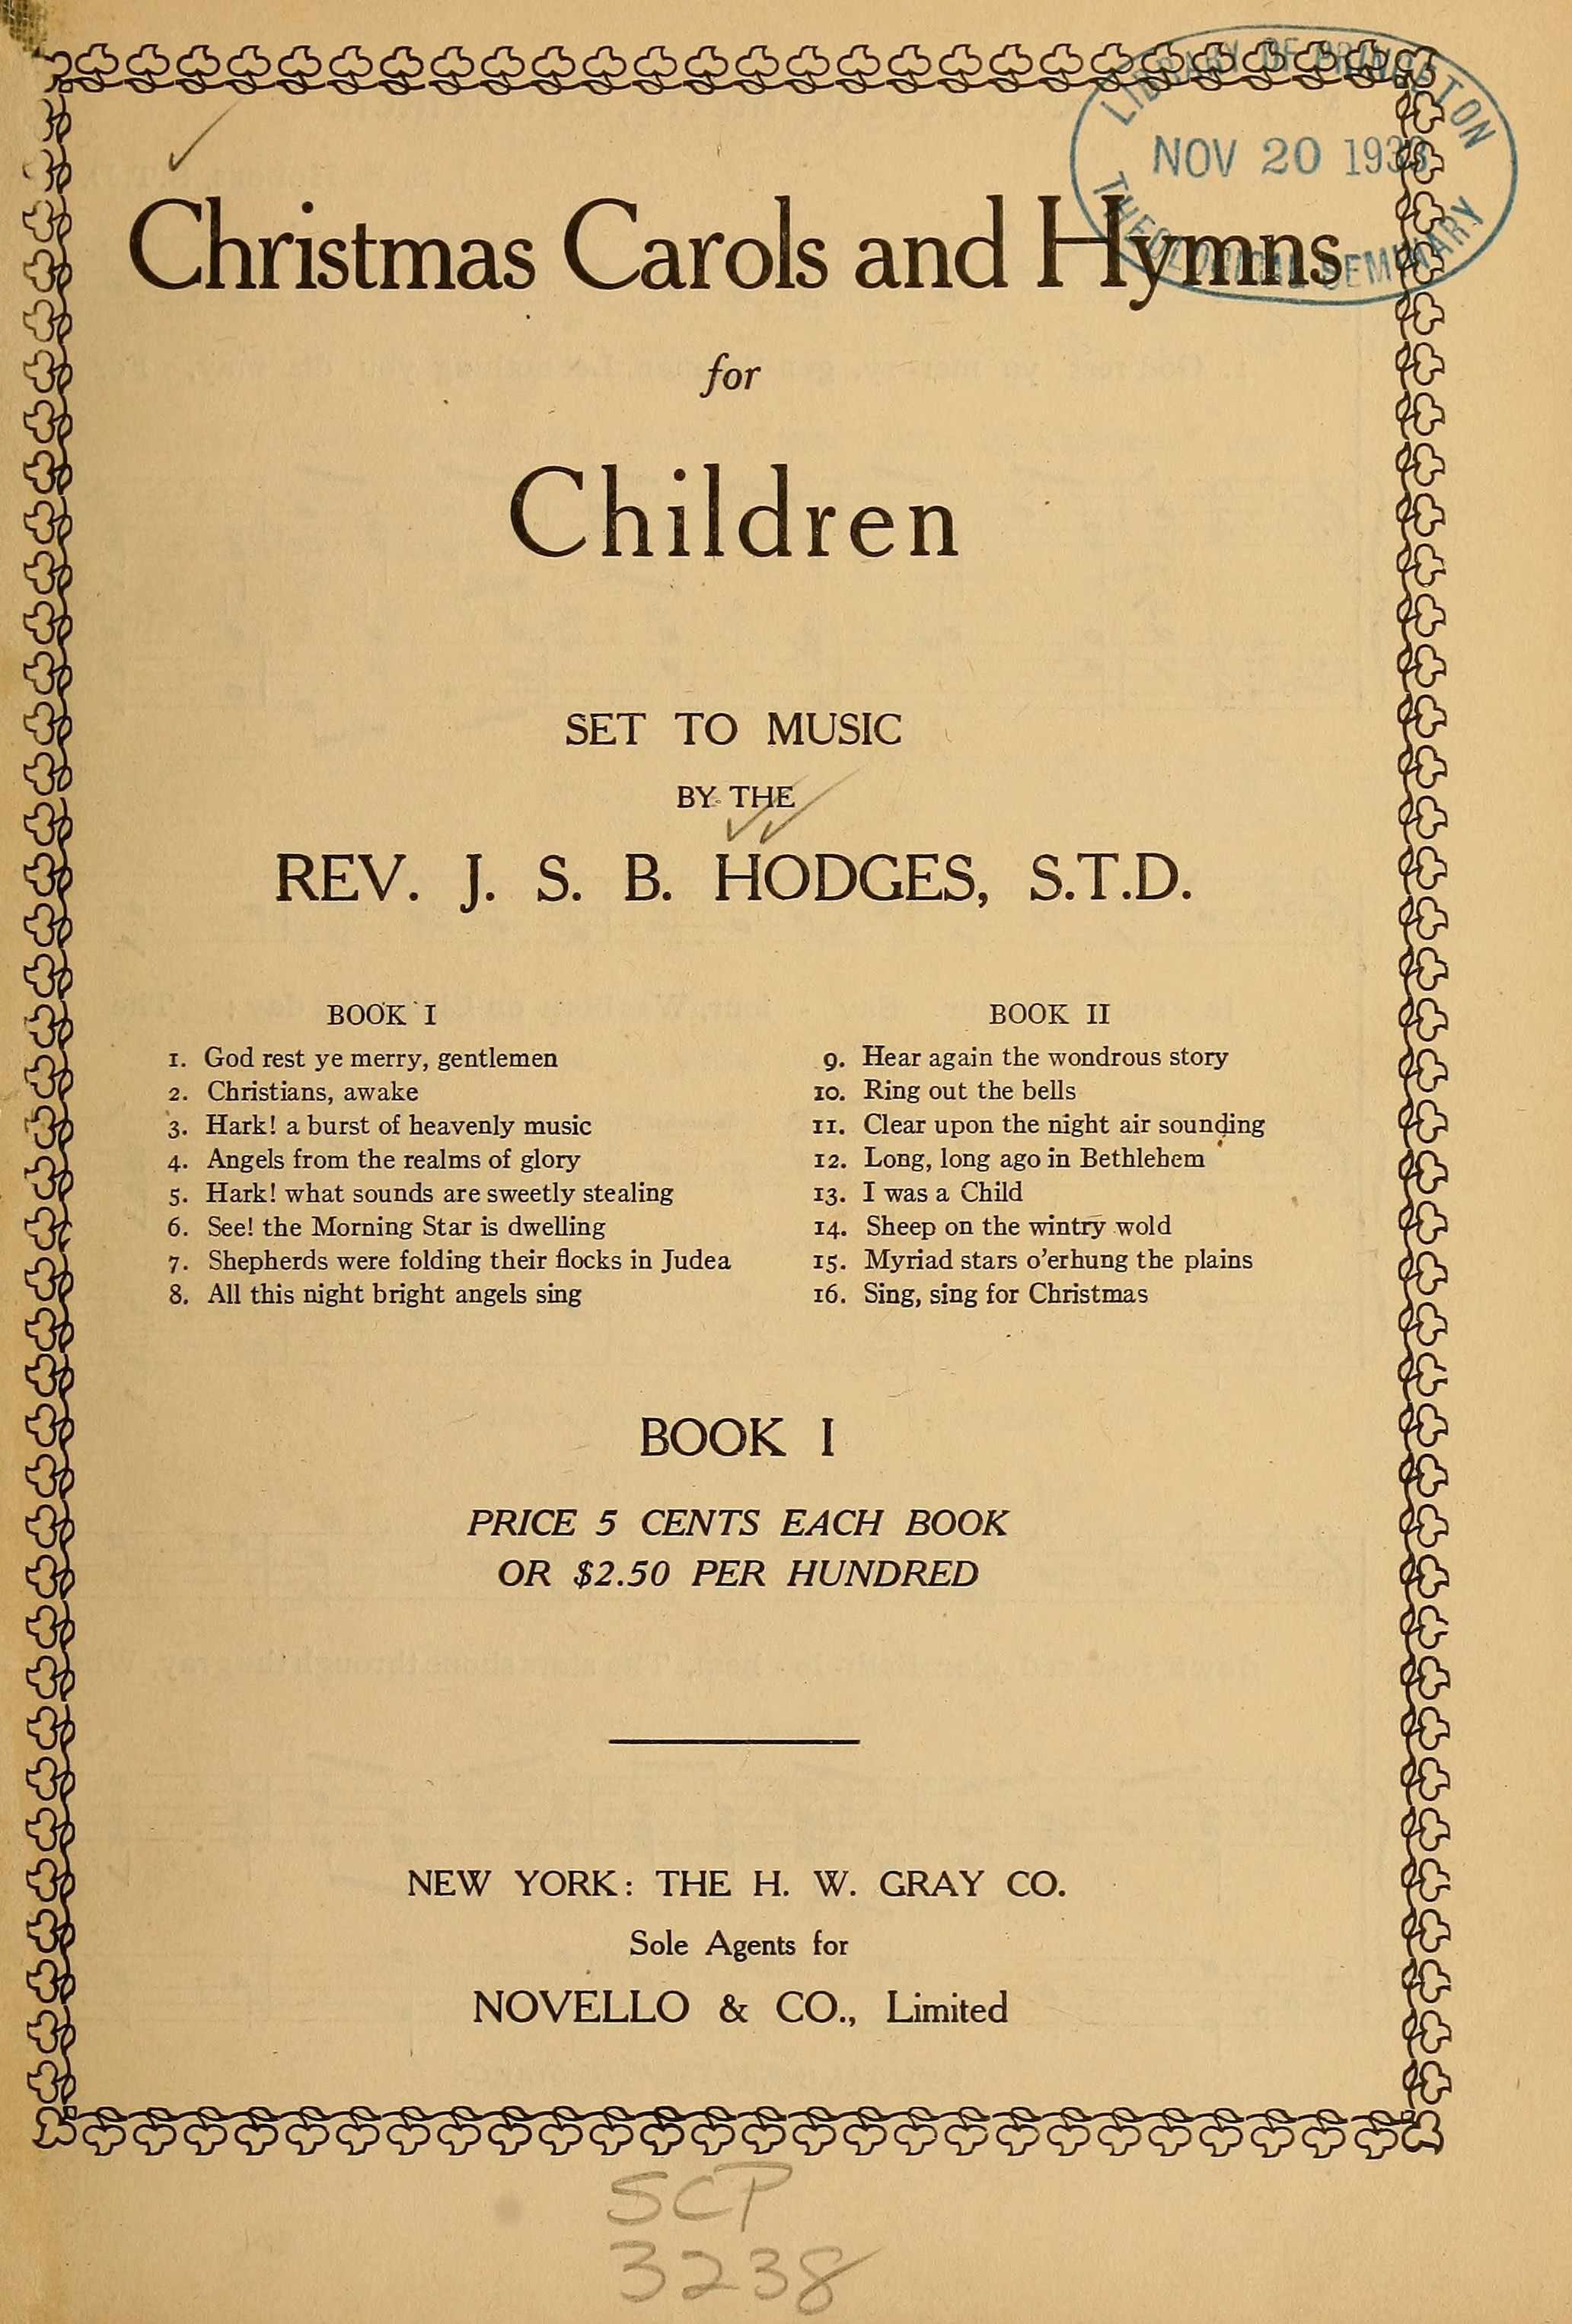 LIBRARY OF PRINCETON
NOV 20 1933
THEOLOGICAL SEMINARY
Christmas Carols and Hymns
for
Children
SET TO MUSIC
BY THE
REV. J. S. B. HODGES, S.T.D.
BOOK I
1. God rest ye merry, gentlemen
2. Christians, awake
3. Hark! a burst of heavenly music
4. Angels from the realms of glory
5. Hark! what sounds are sweetly stealing
6. See! the Morning Star is dwelling
7. Shepherds were folding their flocks in Judea
8. All this night bright angels sing
BOOK II
9. Hear again the wondrous story
10. Ring out the bells
11. Clear upon the night air sounding
12. Long, long ago in Bethlehem
13. I was a Child
14. Sheep on the wintry wold
15. Myriad stars o'erhung the plains
16. Sing, sing for Christmas
BOOK I
PRICE 5 CENTS EACH BOOK
OR $2.50 PER HUNDRED
NEW YORK: THE H. W. GRAY CO.
Sole Agents for
NOVELLO & CO., Limited
SCP
3238